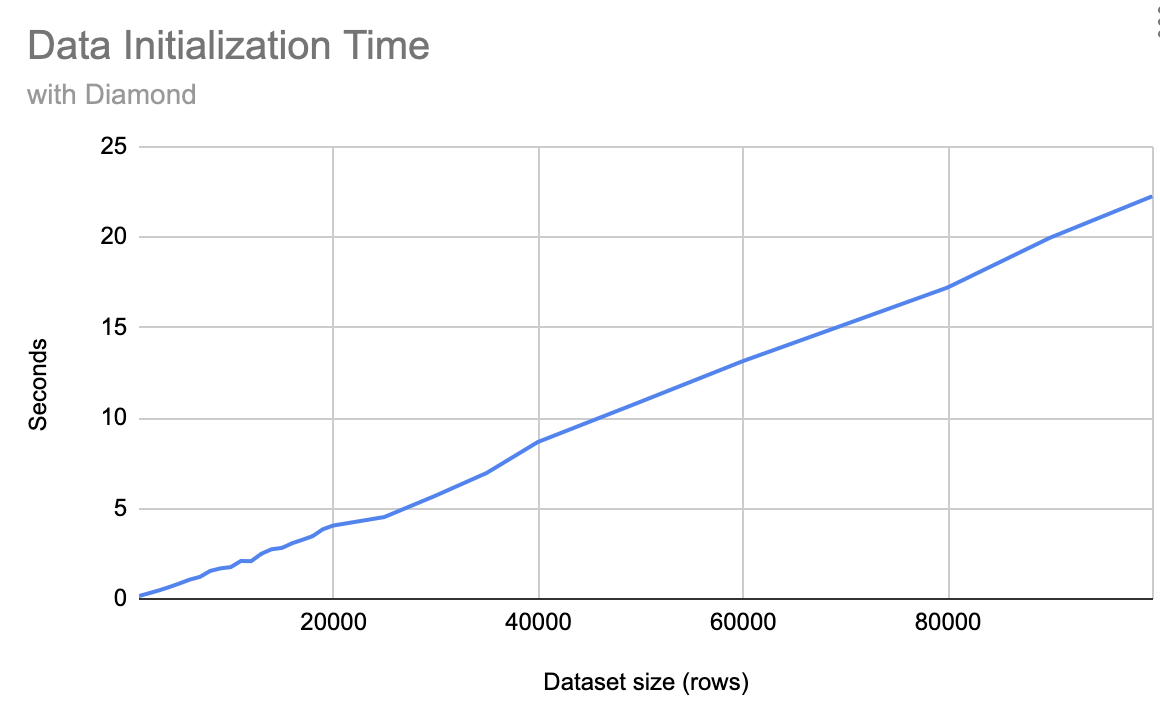 Data Initialization Time
with Diamond
25
20
15
10
5
0
Seconds
20000
40000
60000
80000
Dataset size (rows)